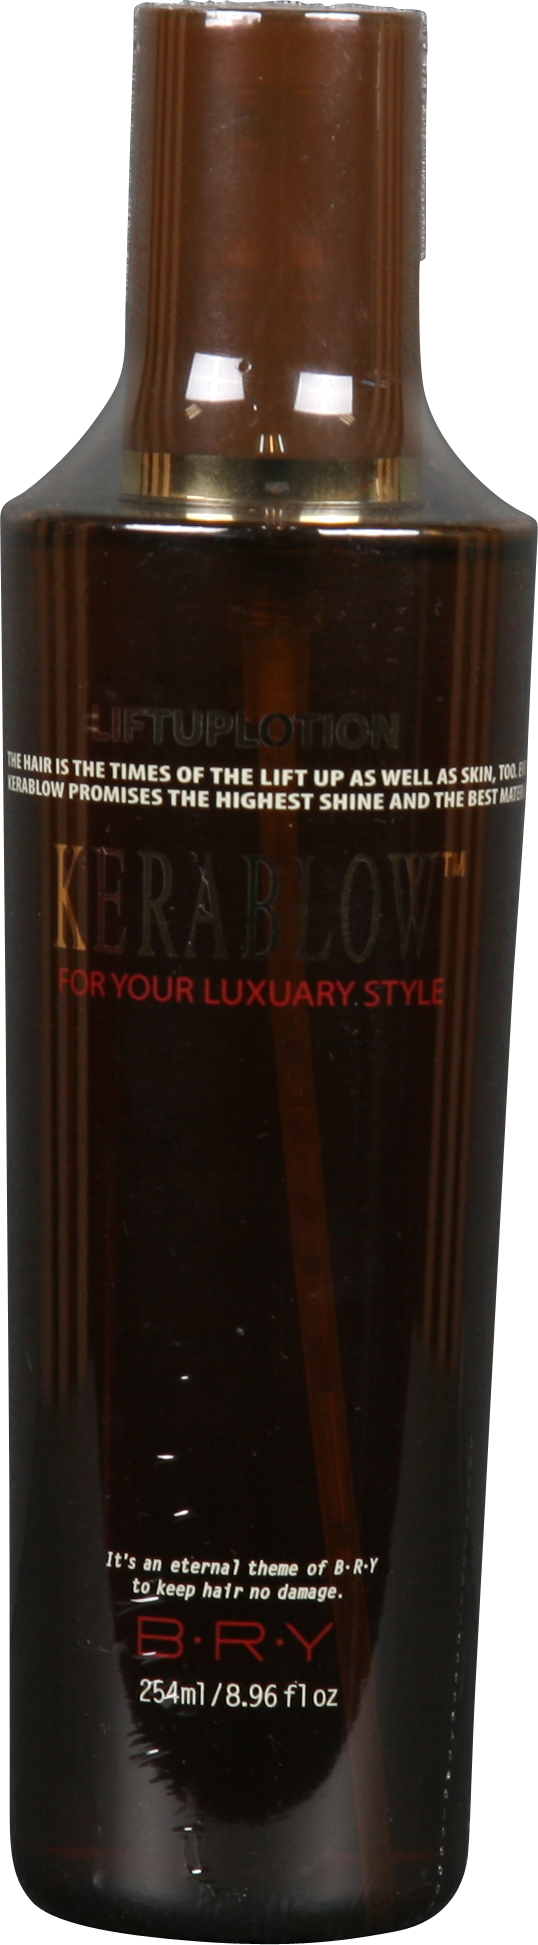 LIFTUPLOTION
THE HAIR IS THE TIMES OF THE LIFT UP AS WELL AS SKIN, TOO.
KERABLOW PROMISES THE HIGHEST SHINE AND THE BEST
KERABLOW™
FOR YOUR LUXUARY STYLE
It's an eternal theme of B·R·Y
to keep hair no damage.
B·R·Y
254ml/8.96 fl oz